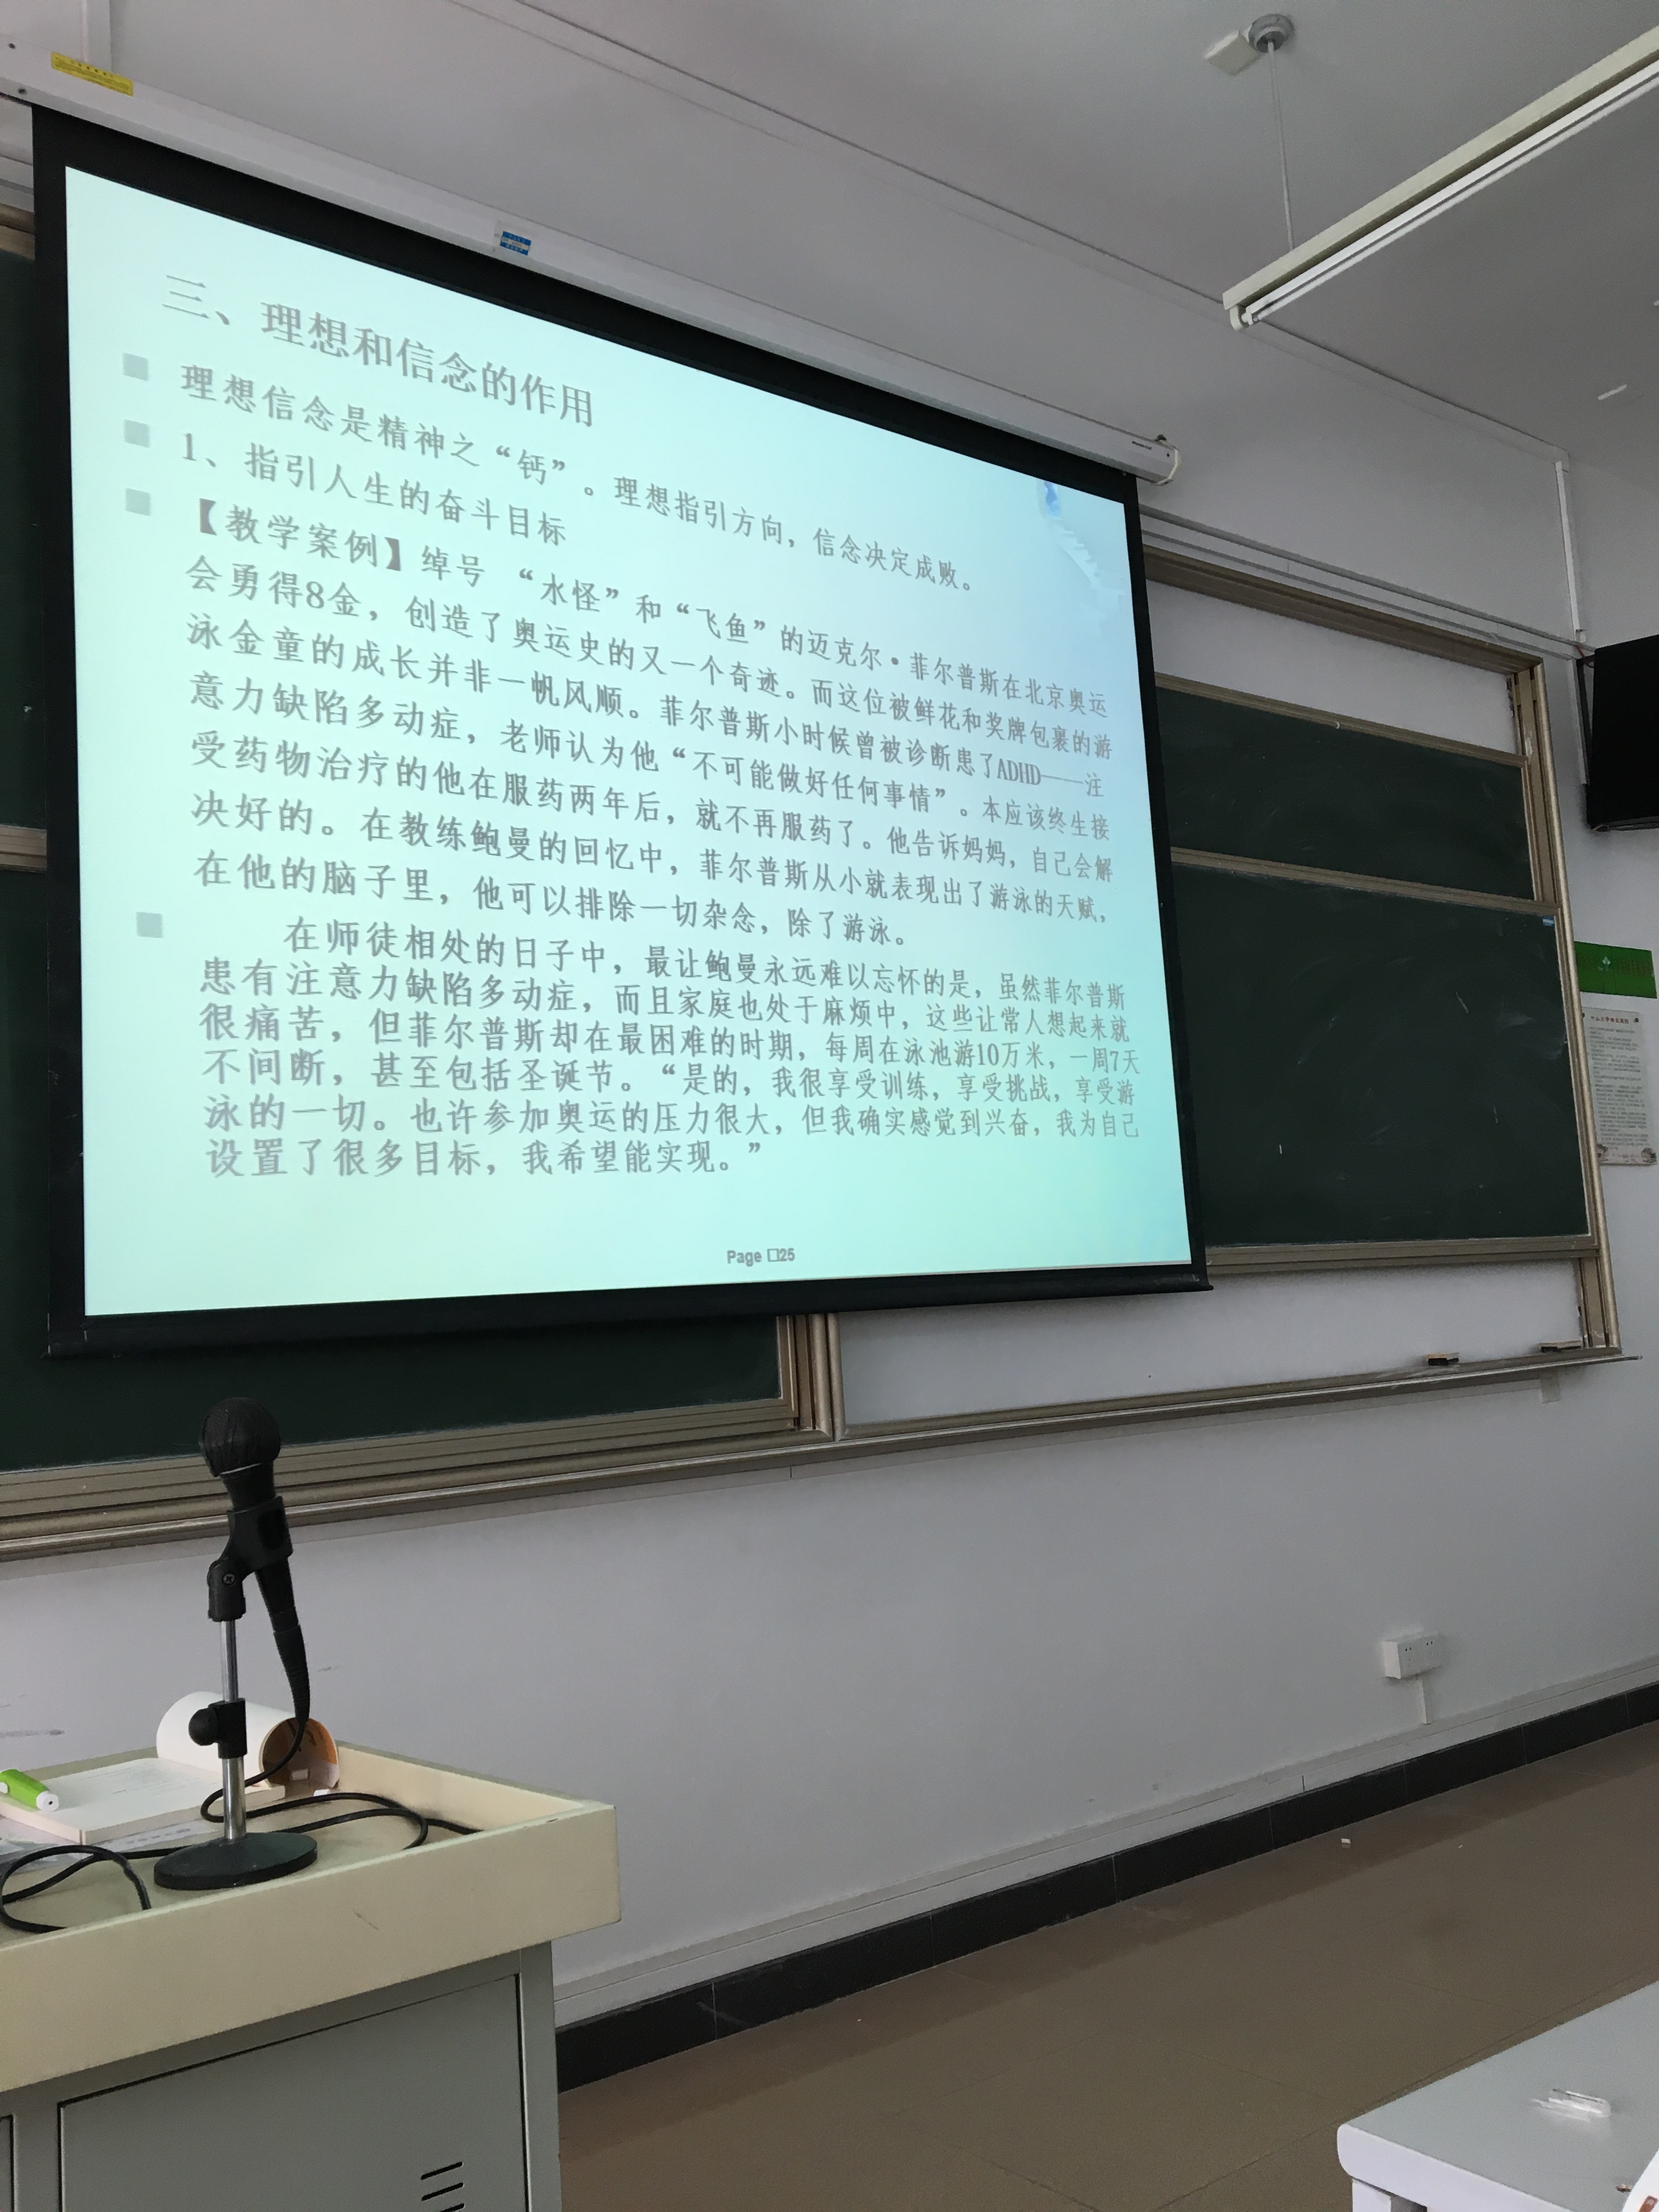 三、理想和信念的作用
理想信念是精神之“钙”。理想指引方向，信念决定成败。
1、指引人生的奋斗目标
【教学案例】绰号 “水怪”和“飞鱼”的迈克尔·菲尔普斯在北京奥运
会勇得8金，创造了奥运史的又一个奇迹。而这位被鲜花和奖牌包裹的游
泳金童的成长并非一帆风顺。菲尔普斯小时候曾被诊断患了ADHD——注
意力缺陷多动症，老师认为他“不可能做好任何事情”。本应该终生接
受药物治疗的他在服药两年后，就不再服药了。他告诉妈妈，自己会解
决好的。在教练鲍曼的回忆中，菲尔普斯从小就表现出了游泳的天赋，
在他的脑子里，他可以排除一切杂念，除了游泳。
在师徒相处的日子中，最让鲍曼永远难以忘怀的是，虽然菲尔普斯
患有注意力缺陷多动症，而且家庭也处于麻烦中，这些让常人想起来就
很痛苦，但菲尔普斯却在最困难的时期，每周在泳池游10万米，一周7天
不间断，甚至包括圣诞节。“是的，我很享受训练，享受挑战，享受游
泳的一切。也许参加奥运的压力很大，但我确实感觉到兴奋，我为自己
设置了很多目标，我希望能实现。”
Page □25